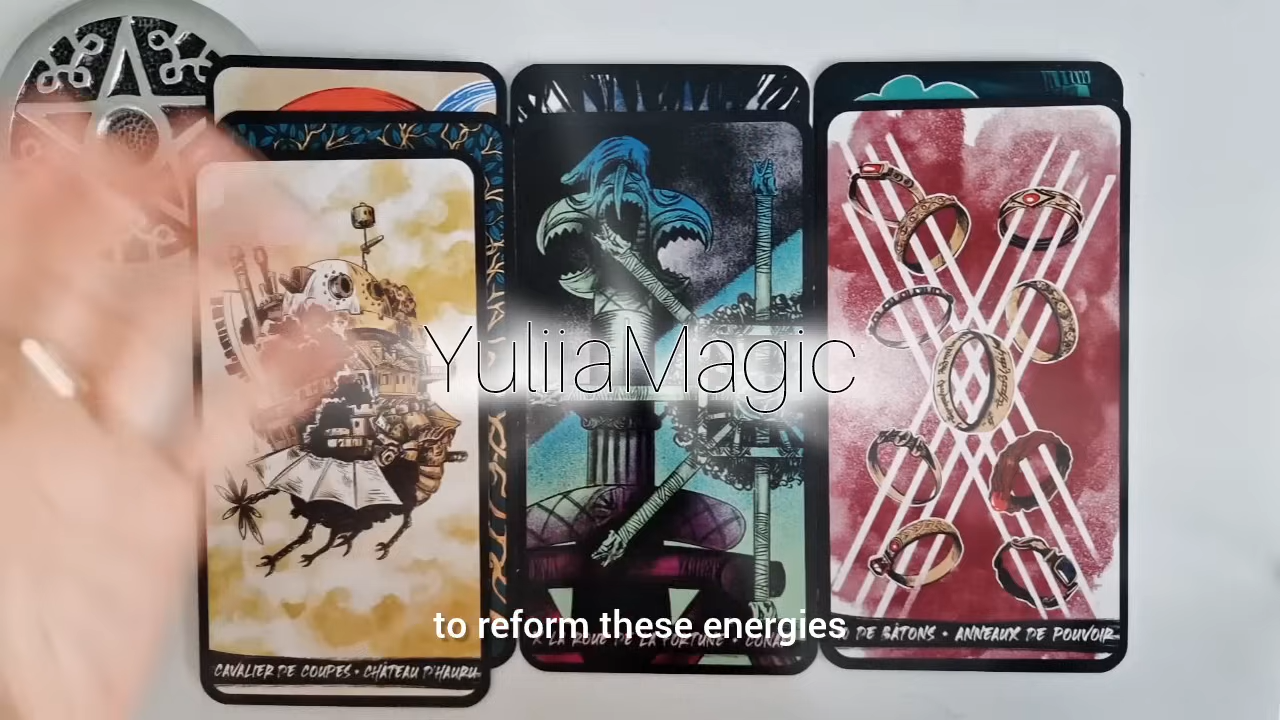 YuliiaMagic
to reform these energies
X LA ROUE DE LA FORTUNE •
DE BÂTONS • ANNEAUX DE POUVOIR
CAVALIER DE COUPES • CHÂTEAU D'HAURU